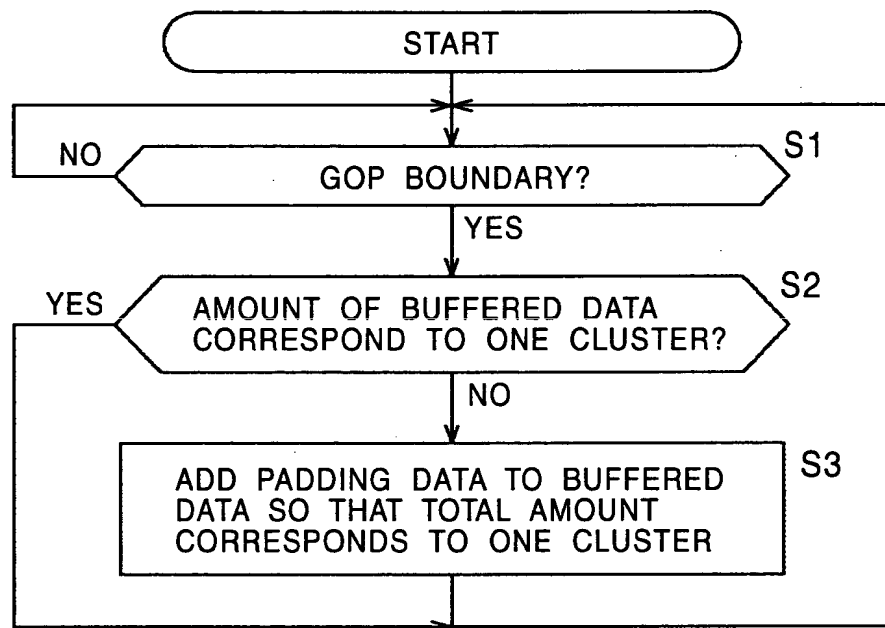 START
NO
S1
GOP BOUNDARY?
YES
YES
S2
AMOUNT OF BUFFERED DATA
CORRESPOND TO ONE CLUSTER?
NO
S3
ADD PADDING DATA TO BUFFERED
DATA SO THAT TOTAL AMOUNT
CORRESPONDS TO ONE CLUSTER